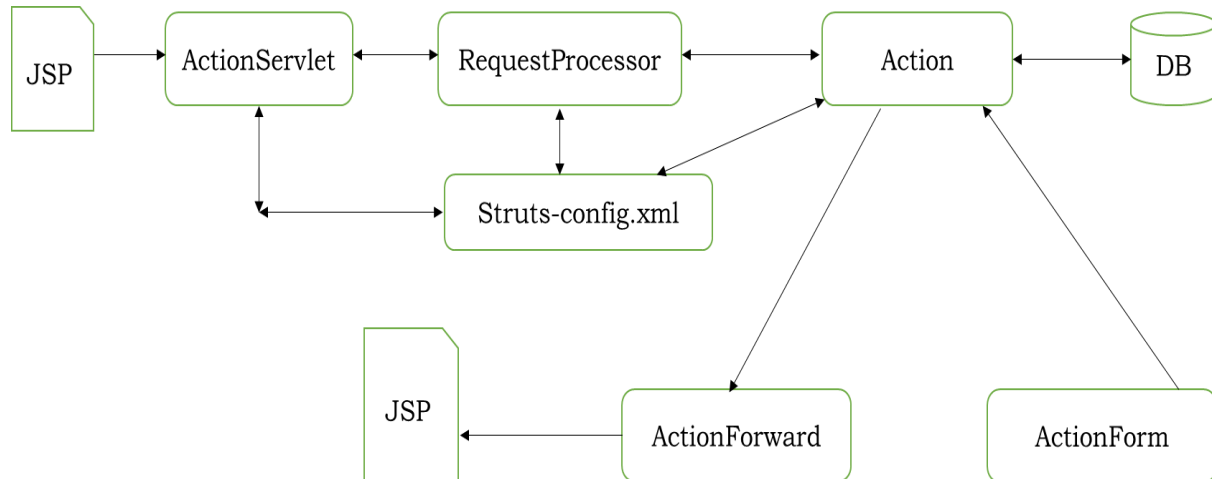 JSP
ActionServlet
RequestProcessor
Action
DB
Struts-config.xml
JSP
ActionForward
ActionForm